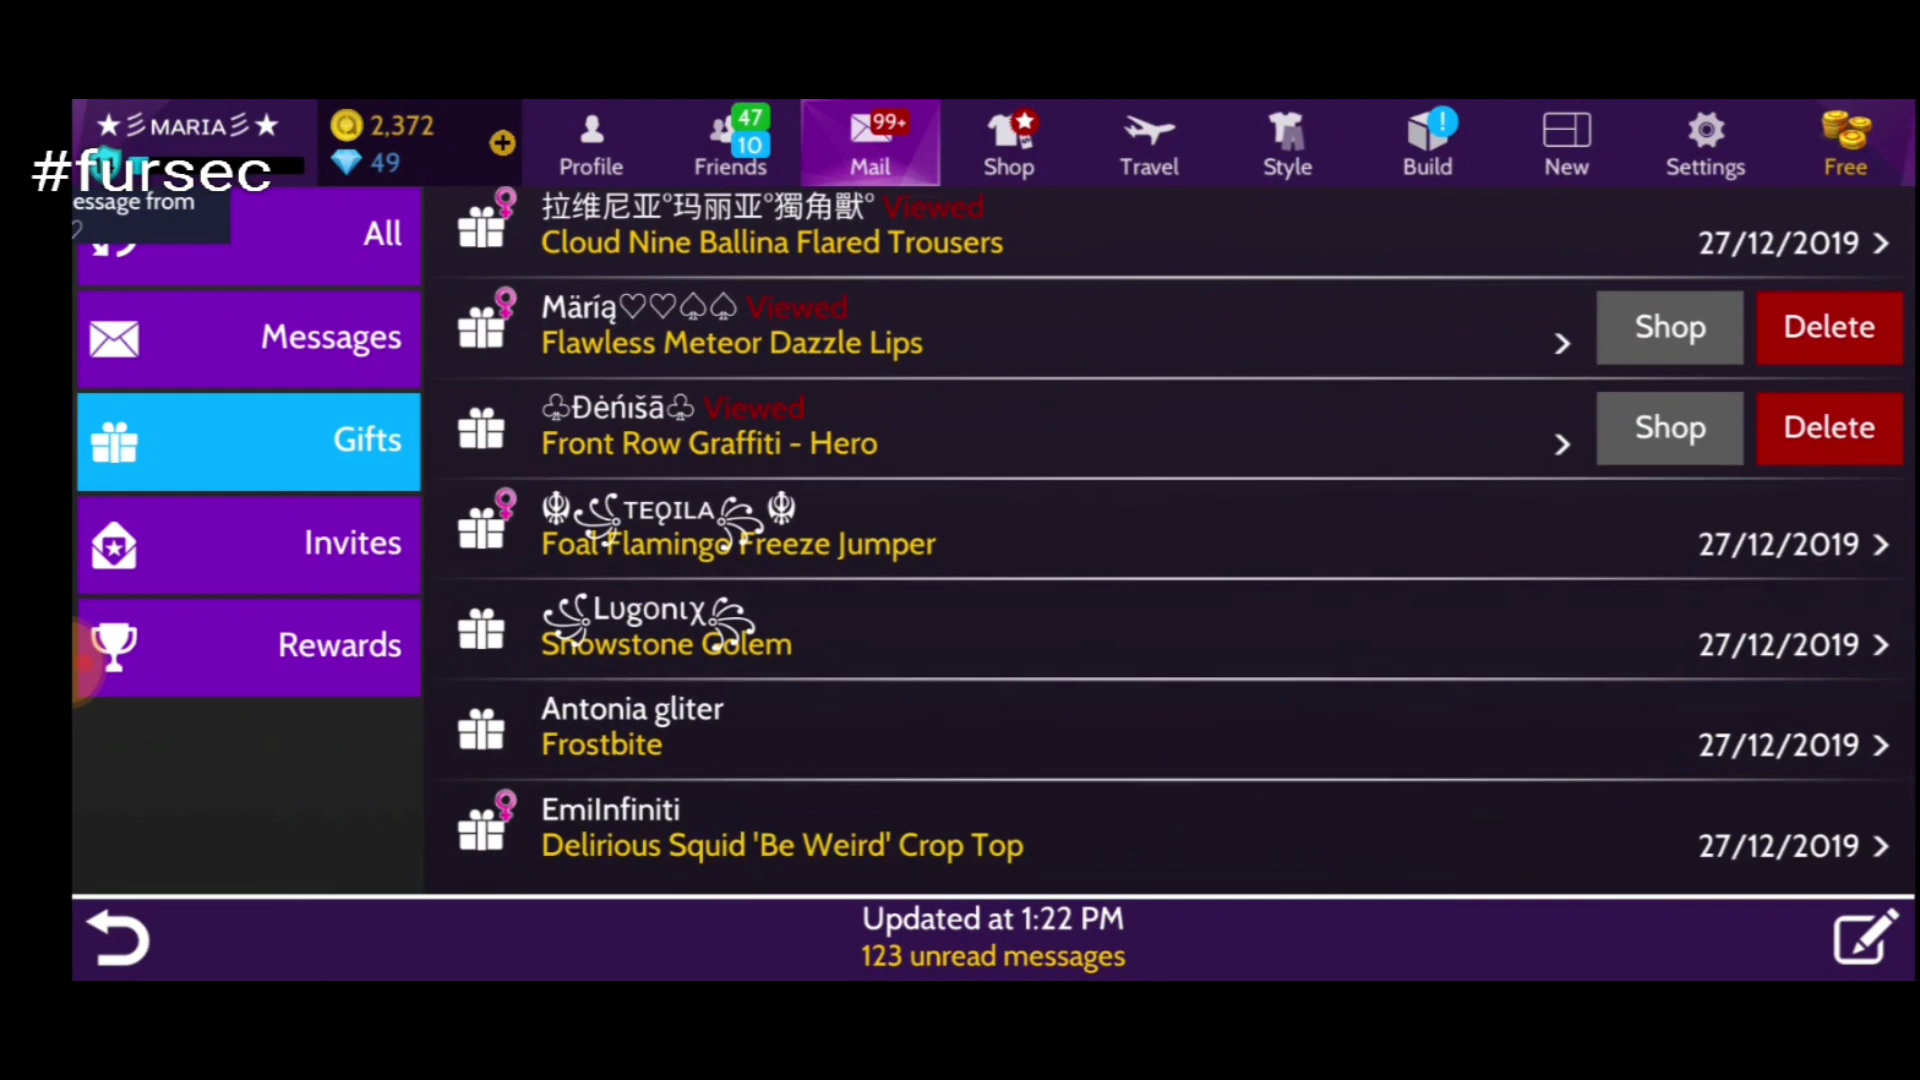 ★彡MARIA彡★
2,372
49
#fursec
essage from
Profile
47
10
Friends
99+
Mail
Shop
Travel
Style
!
Build
New
Settings
Free
All
Messages
Gifts
Invites
Rewards
拉维尼亚°玛丽亚°獨角獸° Viewed
Cloud Nine Ballina Flared Trousers
27/12/2019 >
Märíą♡♡♤♤ Viewed
Flawless Meteor Dazzle Lips
> Shop Delete
♧Đėńıšā♧ Viewed
Front Row Graffiti - Hero
> Shop Delete
☬꧁TEQILA꧂☬
Foal Flamingo Freeze Jumper
27/12/2019 >
꧁Lυgonιχ꧂
Snowstone Golem
27/12/2019 >
Antonia gliter
Frostbite
27/12/2019 >
EmiInfiniti
Delirious Squid 'Be Weird' Crop Top
27/12/2019 >
Updated at 1:22 PM
123 unread messages